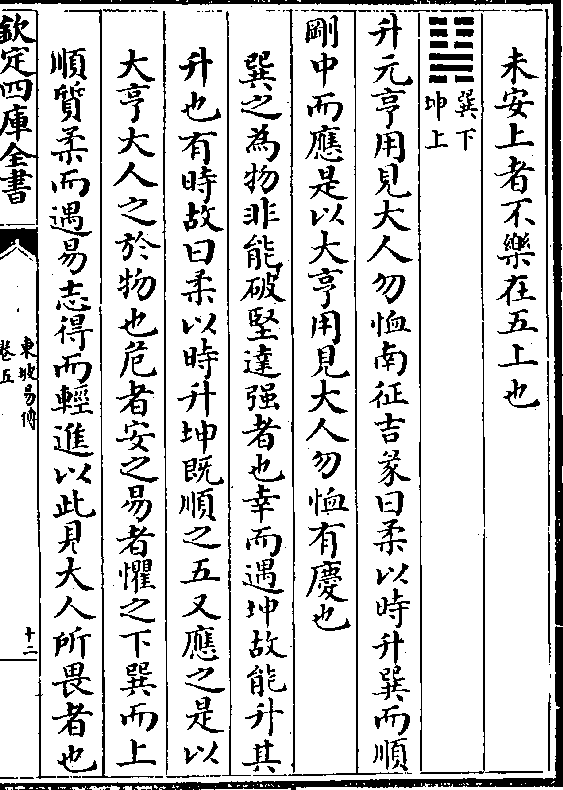 未安上者不樂在五上也
䷭巽下
坤上
升元亨用見大人勿恤南征吉彖曰柔以時升巽而順
剛中而應是以大亨用見大人勿恤有慶也
巽之為物非能破堅達强者也幸而遇坤故能升其
升也有時故曰柔以時升坤既順之五又應之是以
大亨大人之於物也危者安之易者懼之下巽而上
順質柔而遇易志得而輕進以此見大人所畏者也
欽定四庫全書
東坡易傳
卷五
十二